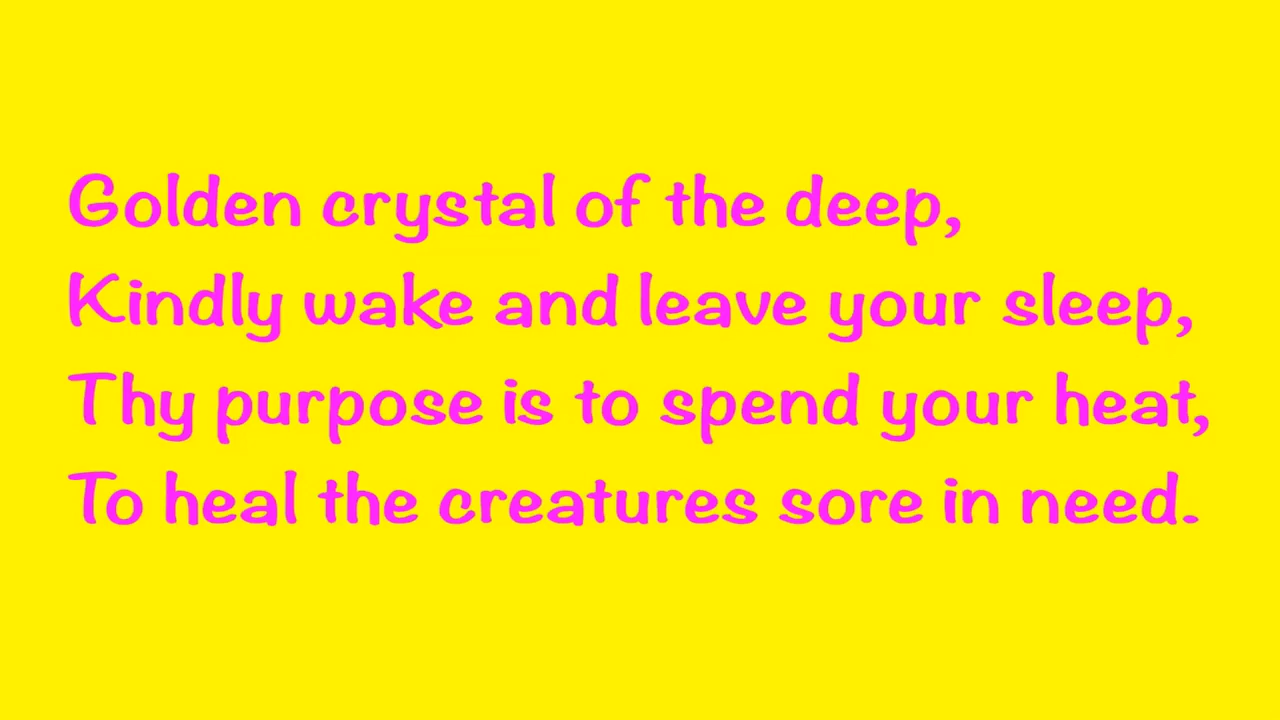 Golden crystal of the deep,
Kindly wake and leave your sleep,
Thy purpose is to spend your heat,
To heal the creatures sore in need.